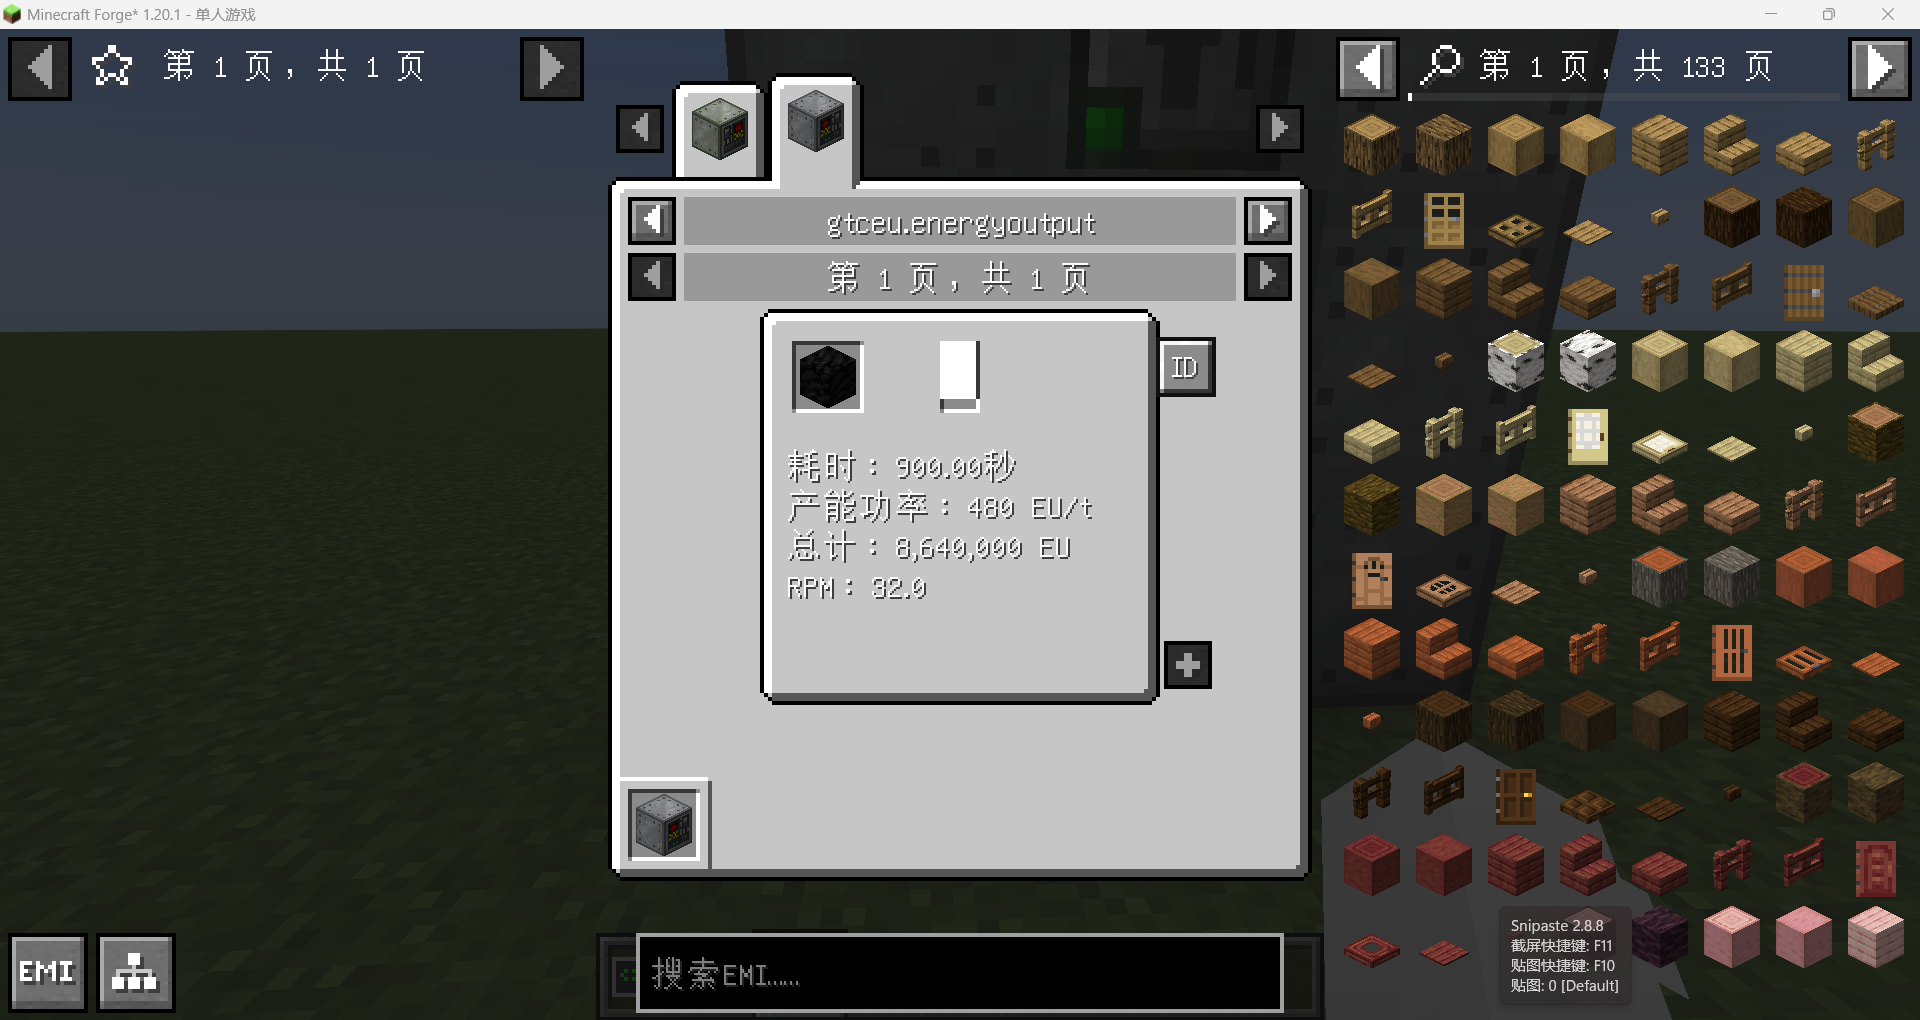 Minecraft Forge* 1.20.1 - 单人游戏
第 1 页，共 1 页
第 1 页，共 133 页
gtceu.energyoutput
第 1 页，共 1 页
ID
耗时：900.00秒
产能功率：480 EU/t
总计：8,640,000 EU
RPM：32.0
EMI
搜索EMI……
Snipaste 2.8.8
截屏快捷键: F11
贴图快捷键: F10
贴图: 0 [Default]